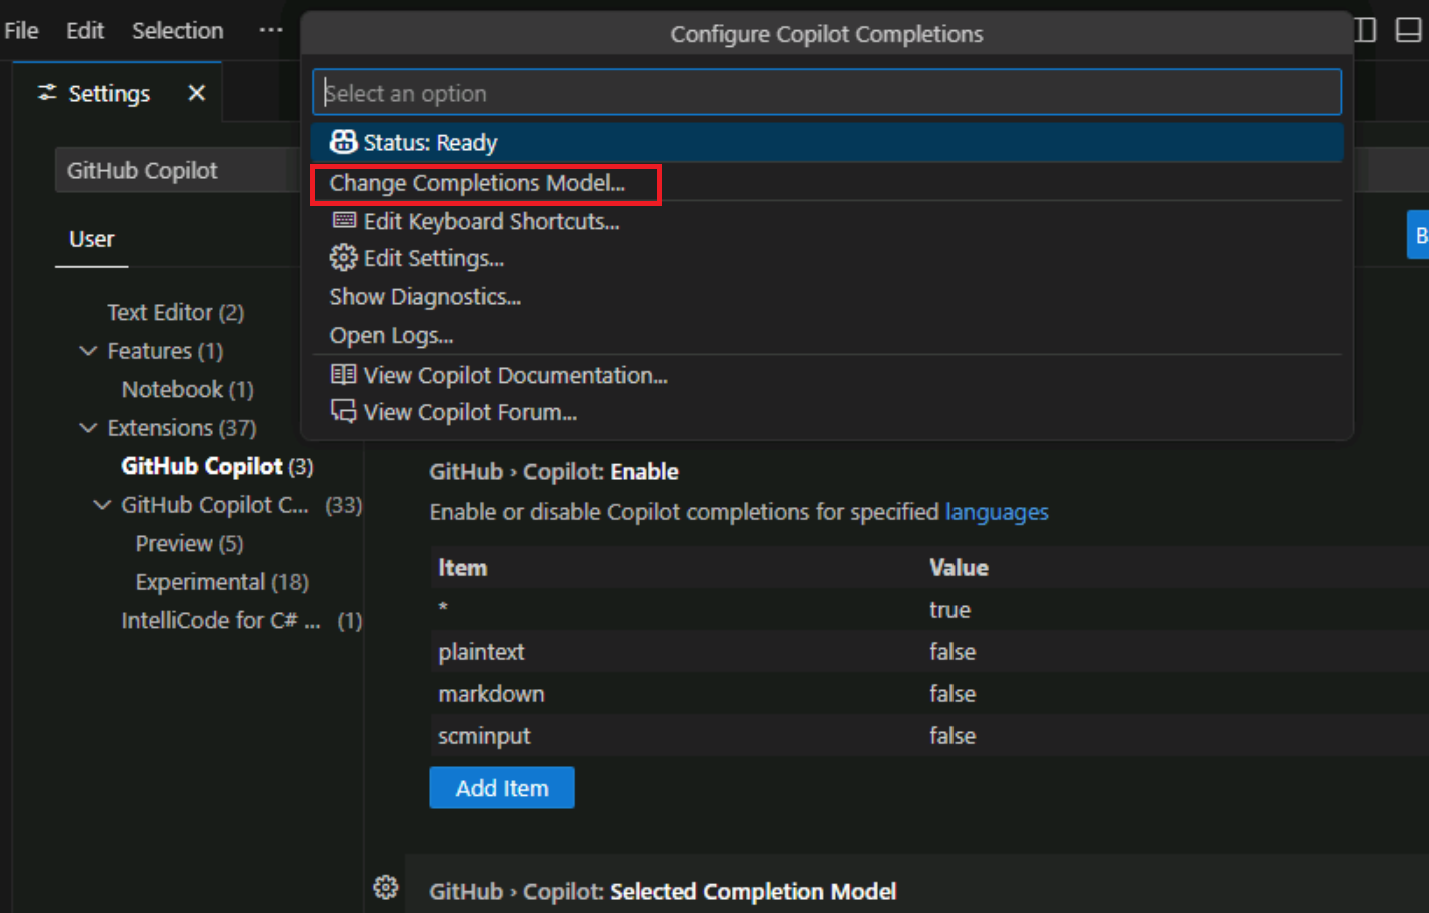 File Edit Selection ···
Configure Copilot Completions
Settings
Select an option
Status: Ready
Change Completions Model...
Edit Keyboard Shortcuts...
Edit Settings...
Show Diagnostics...
Open Logs...
View Copilot Documentation...
View Copilot Forum...
GitHub Copilot
User
B
Text Editor (2)
Features (1)
Notebook (1)
Extensions (37)
GitHub Copilot (3)
GitHub Copilot C... (33)
Preview (5)
Experimental (18)
IntelliCode for C# ... (1)
GitHub › Copilot: Enable
Enable or disable Copilot completions for specified languages
Item Value
* true
plaintext false
markdown false
scminput false
Add Item
GitHub › Copilot: Selected Completion Model